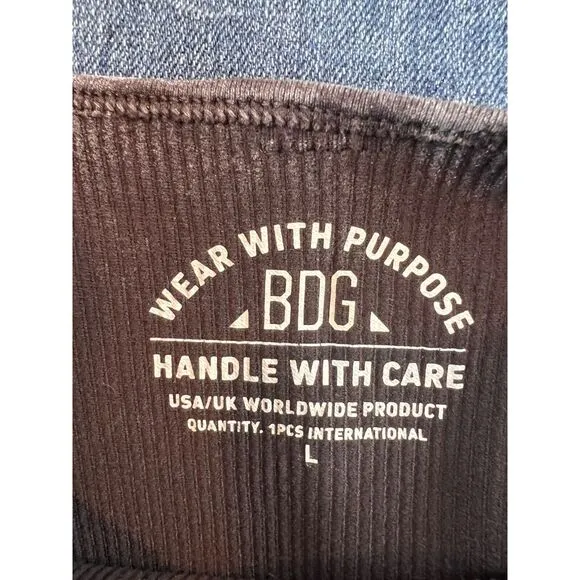 WEAR WITH PURPOSE
BDG
HANDLE WITH CARE
USA/UK WORLDWIDE PRODUCT
QUANTITY. 1PCS INTERNATIONAL
L